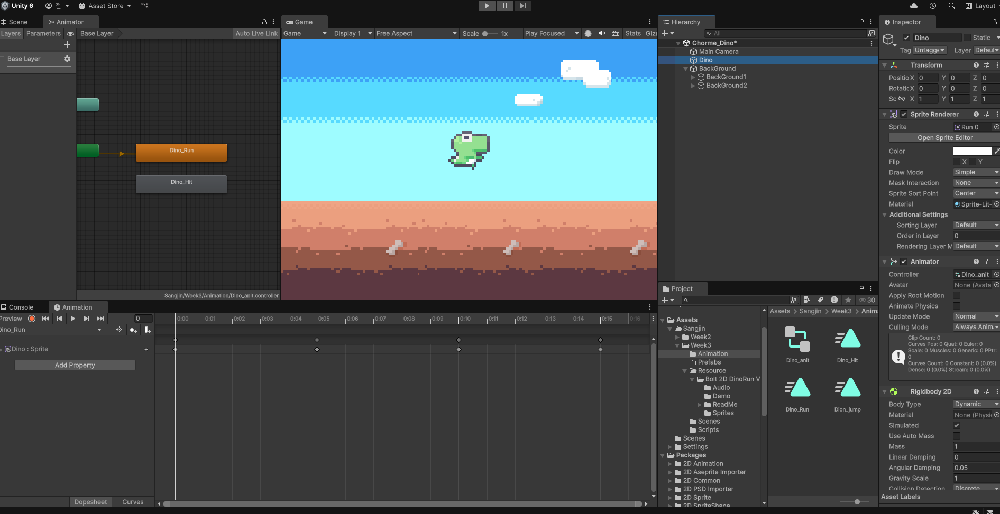 Unity 6 전 Asset Store Layout
Scene Animator
Layers Parameters Base Layer Auto Live Link
Base Layer
Dino_Run
Dino_Hit
Sangjin/Week3/Animation/Dino_anit.controller
Game
Game Display 1 Free Aspect Scale 1x Play Focused Stats Giz
Hierarchy
All
Chorme_Dino*
Main Camera
Dino
BackGround
BackGround1
BackGround2
Inspector
Dino Static
Tag Untagge Layer Defaul
Transform
Positic X 0 Y 0 Z 0
Rotatic X 0 Y 0 Z 0
Sc X 1 Y 1 Z 1
Sprite Renderer
Sprite Run 0
Open Sprite Editor
Color
Flip X Y
Draw Mode Simple
Mask Interaction None
Sprite Sort Point Center
Material Sprite-Lit-
Additional Settings
Sorting Layer Default
Order in Layer 0
Rendering Layer M Default
Animator
Controller Dino_anit
Avatar None (Avata
Apply Root Motion
Animate Physics
Update Mode Normal
Culling Mode Always Anim
Clip Count: 0
Curves Pos: 0 Quat: 0 Euler: 0
Scale: 0 Muscles: 0 Generic: 0 PPtr:
0
Curves Count: 0 Constant: 0 (0.0%)
Dense: 0 (0.0%) Stream: 0 (0.0%)
Rigidbody 2D
Body Type Dynamic
Material None (Physic
Simulated
Use Auto Mass
Mass 1
Linear Damping 0
Angular Damping 0.05
Gravity Scale 1
Collision Detection Discrete
Asset Labels
Console Animation
Preview 0 0:00 0:01 0:02 0:03 0:04 0:05 0:06 0:07 0:08 0:09 0:10 0:11 0:12 0:13 0:14 0:15 0:16
Dino_Run
Dino : Sprite
Add Property
Dopesheet Curves
Project
30
Assets
Sangjin
Week2
Week3
Animation
Prefabs
Resource
Bolt 2D DinoRun V
Audio
Demo
ReadMe
Sprites
Scenes
Scripts
Scenes
Settings
Packages
2D Animation
2D Aseprite Importer
2D Common
2D PSD Importer
2D Sprite
2D SpriteShape
Assets > Sangjin > Week3 > Anima
Dino_anit
Dino_Hit
Dino_Run
Dion_jump